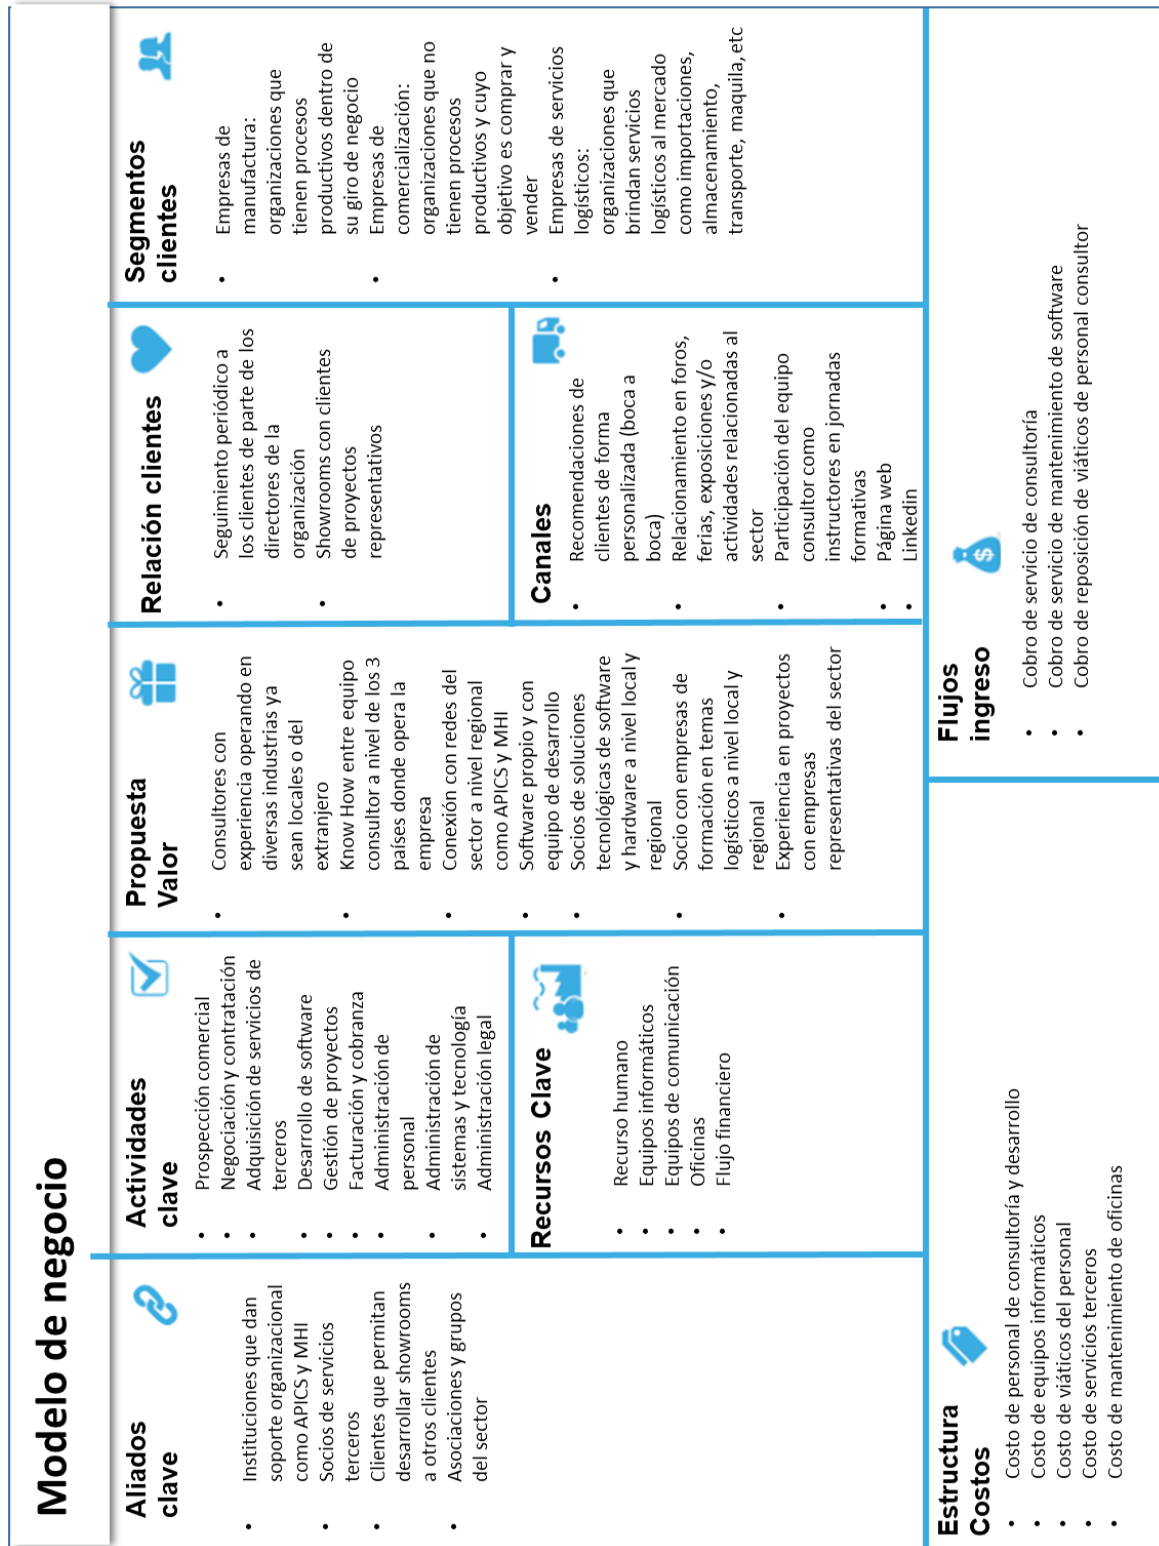 Modelo de negocio
Aliados
clave
• Instituciones que dan
soporte organizacional
como APICS y MHI
• Socios de servicios
terceros
• Clientes que permitan
desarrollar showrooms
a otros clientes
• Asociaciones y grupos
del sector
Actividades
clave
• Prospección comercial
• Negociación y contratación
• Adquisición de servicios de
terceros
• Desarrollo de software
• Gestión de proyectos
• Facturación y cobranza
• Administración de
personal
• Administración de
sistemas y tecnología
• Administración legal
Recursos Clave
• Recurso humano
• Equipos informáticos
• Equipos de comunicación
• Oficinas
• Flujo financiero
Propuesta
Valor
• Consultores con
experiencia operando en
diversas industrias ya
sean locales o del
extranjero
• Know How entre equipo
consultor a nivel de los 3
países donde opera la
empresa
• Conexión con redes del
sector a nivel regional
como APICS y MHI
• Software propio y con
equipo de desarrollo
• Socios de soluciones
tecnológicas de software
y hardware a nivel local y
regional
• Socio con empresas de
formación en temas
logísticos a nivel local y
regional
• Experiencia en proyectos
con empresas
representativas del sector
Relación clientes
• Seguimiento periódico a
los clientes de parte de los
directores de la
organización
• Showrooms con clientes
de proyectos
representativos
Canales
• Recomendaciones de
clientes de forma
personalizada (boca a
boca)
• Relacionamiento en foros,
ferias, exposiciones y/o
actividades relacionadas al
sector
• Participación del equipo
consultor como
instructores en jornadas
formativas
• Página web
• Linkedin
Segmentos
clientes
• Empresas de
manufactura:
organizaciones que
tienen procesos
productivos dentro de
su giro de negocio
• Empresas de
comercialización:
organizaciones que no
tienen procesos
productivos y cuyo
objetivo es comprar y
vender
• Empresas de servicios
logísticos:
organizaciones que
brindan servicios
logísticos al mercado
como importaciones,
almacenamiento,
transporte, maquila, etc
Estructura
Costos
• Costo de personal de consultoría y desarrollo
• Costo de equipos informáticos
• Costo de viáticos del personal
• Costo de servicios terceros
• Costo de mantenimiento de oficinas
Flujos
ingreso
• Cobro de servicio de consultoría
• Cobro de servicio de mantenimiento de software
• Cobro de reposición de viáticos de personal consultor